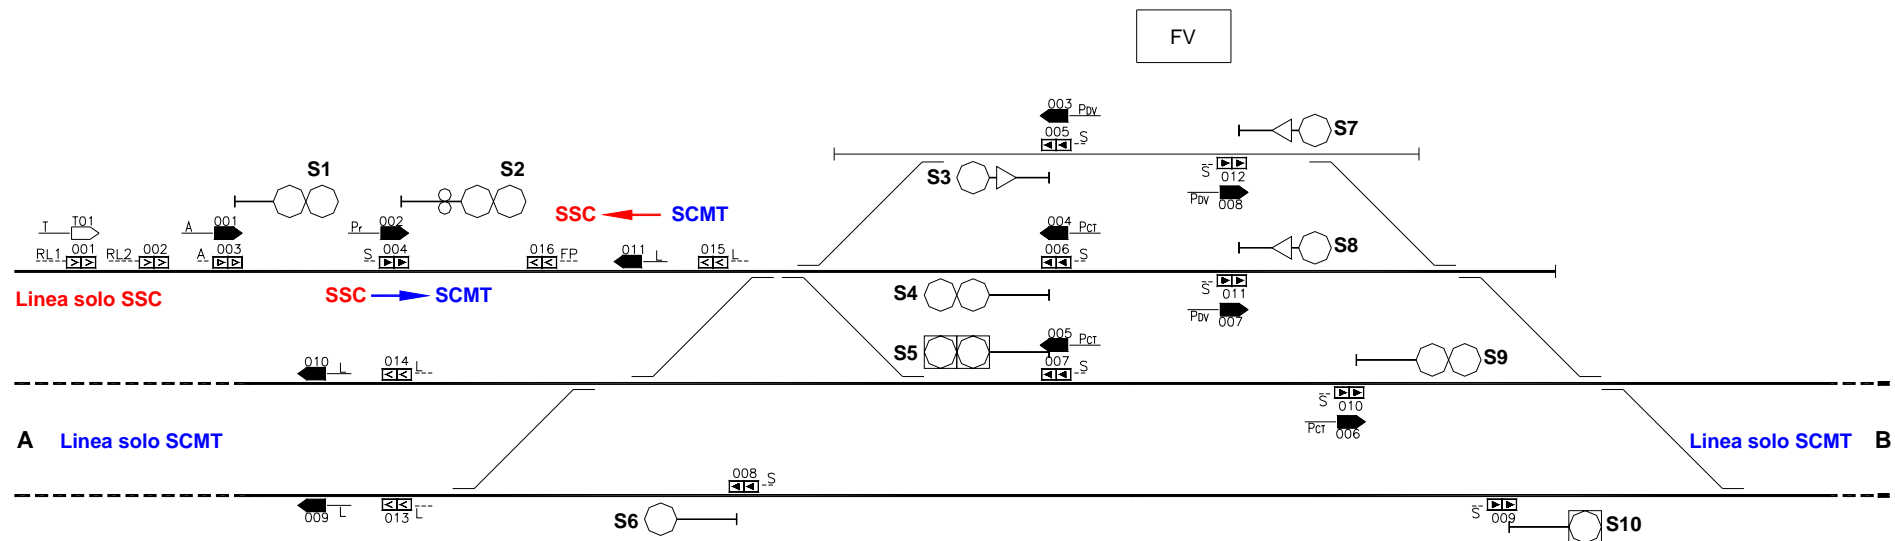 FV
003 PDV
005 S
S7
S1
S2
S3
S 012
PDV 008
T T01
A 001
Pr 002
SSC SCMT
004 PCT
S8
RL1 001
RL2 002
A 003
S 004
016 FP
011 L
015 L
006 S
S 011
Linea solo SSC
SSC SCMT
S4
PDV 007
S5
005 PCT
S9
010 L
014 L
007 S
S 010
PCT 006
A Linea solo SCMT
Linea solo SCMT B
008 S
009 L
013 L
S6
S 009
S10